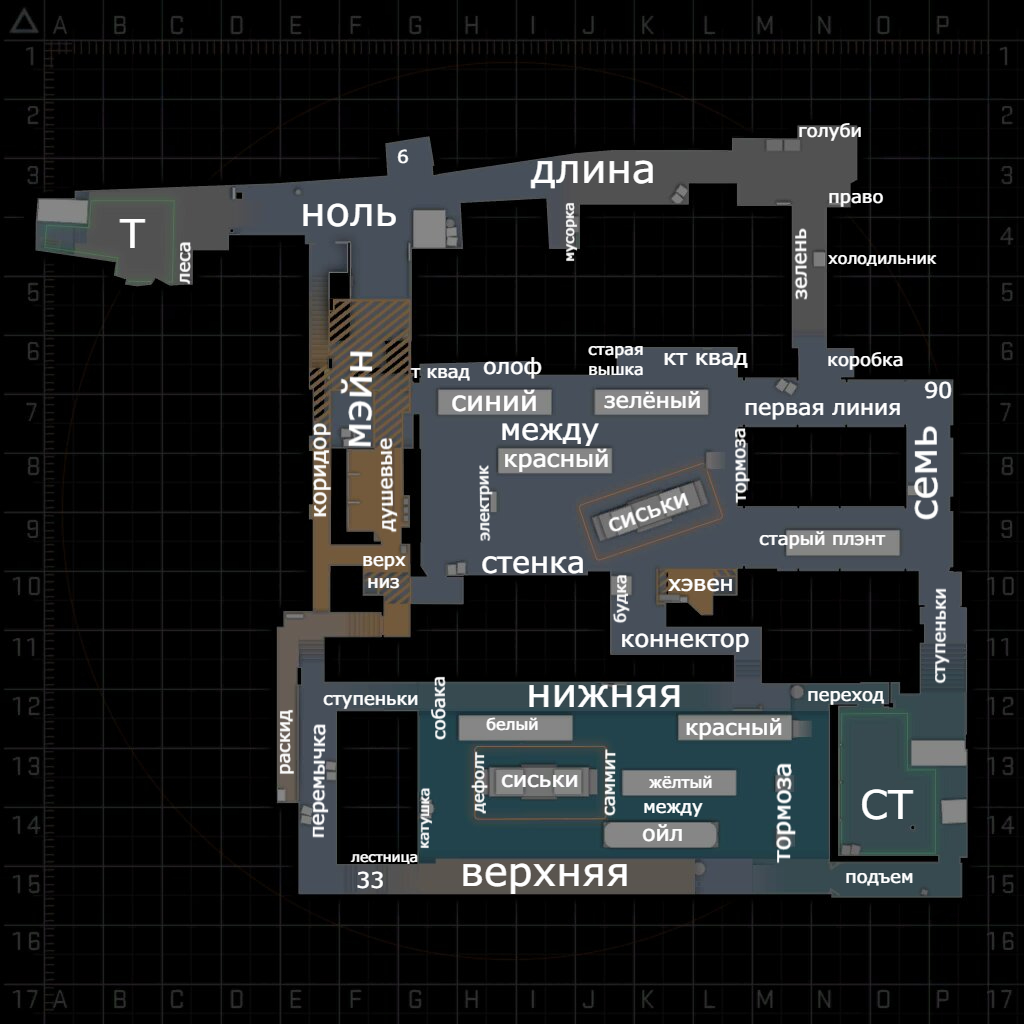 A B C D E F G H I J K L M N O P
1 1
2 2
3 3
4 4
5 5
6 6
7 7
8 8
9 9
10 10
11 11
12 12
13 13
14 14
15 15
16 16
17 A B C D E F G H I J K L M N O P 17
голуби
6
длина
право
ноль
Т
мусорка
леса
зелень
холодильник
старая
вышка
кт квад
коробка
т квад
олоф
90
мэйн
синий
зелёный
первая линия
между
коридор
душевые
красный
тормоза
семь
электрик
сиськи
старый плэнт
верх
стенка
низ
будка
хэвен
ступеньки
коннектор
ступеньки
собака
нижняя
переход
белый
красный
раскид
перемычка
дефолт
сиськи
саммит
жёлтый
тормоза
между
катушка
ойл
СТ
лестница
33
верхняя
подъем